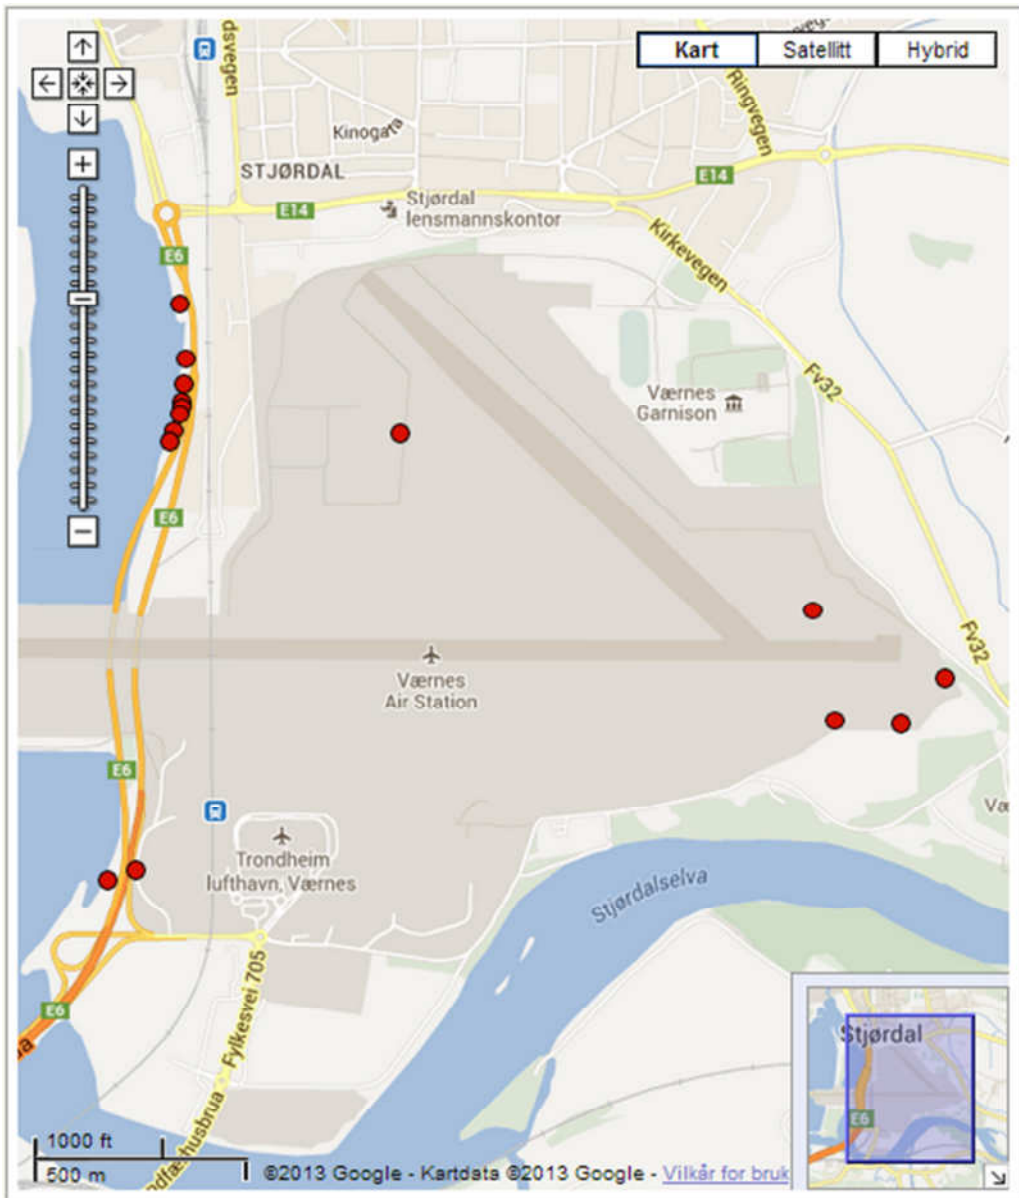 Kart
Satellitt
Hybrid
dsvegen
Ringvegen
Kinogata
STJØRDAL
E14
E14
Stjørdal
lensmannskontor
Kirkevegen
E6
Fv32
Værnes
Garnison
E6
Fv32
Værnes
Air Station
E6
Trondheim
lufthavn, Værnes
Stjørdalselva
Fylkesvei 705
E6
Stjørdal
E6
1000 ft
500 m
©2013 Google - Kartdata ©2013 Google - Vilkår for bruk